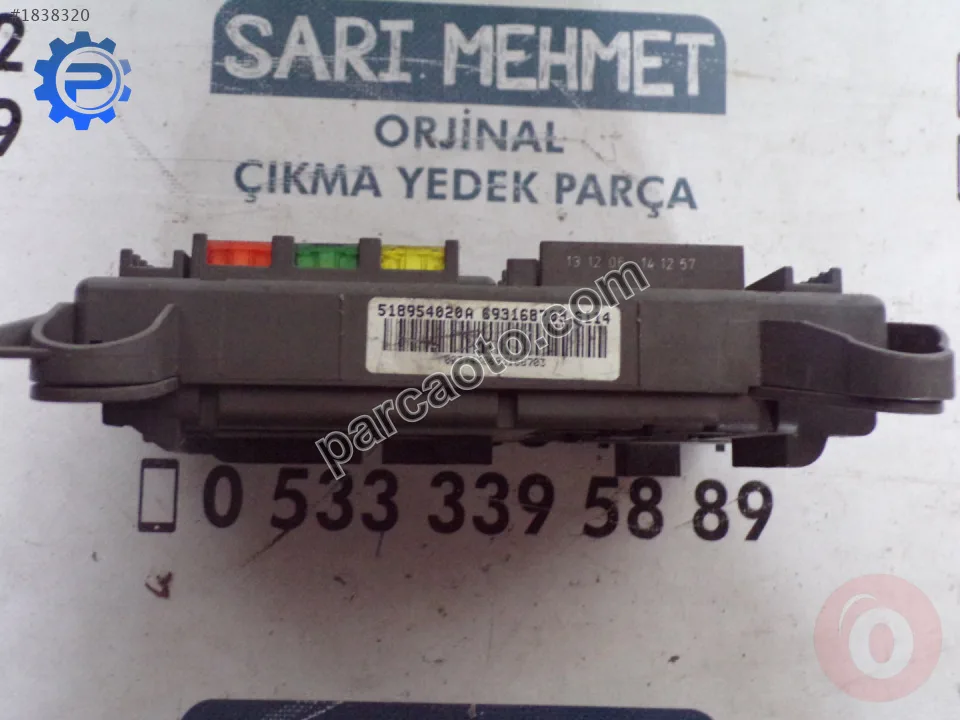 #1838320
SARI MEHMET
ORJİNAL
ÇIKMA YEDEK PARÇA
13 12 06 14 12 57
518954020A
parcaoto.com
0 533 339 58 89